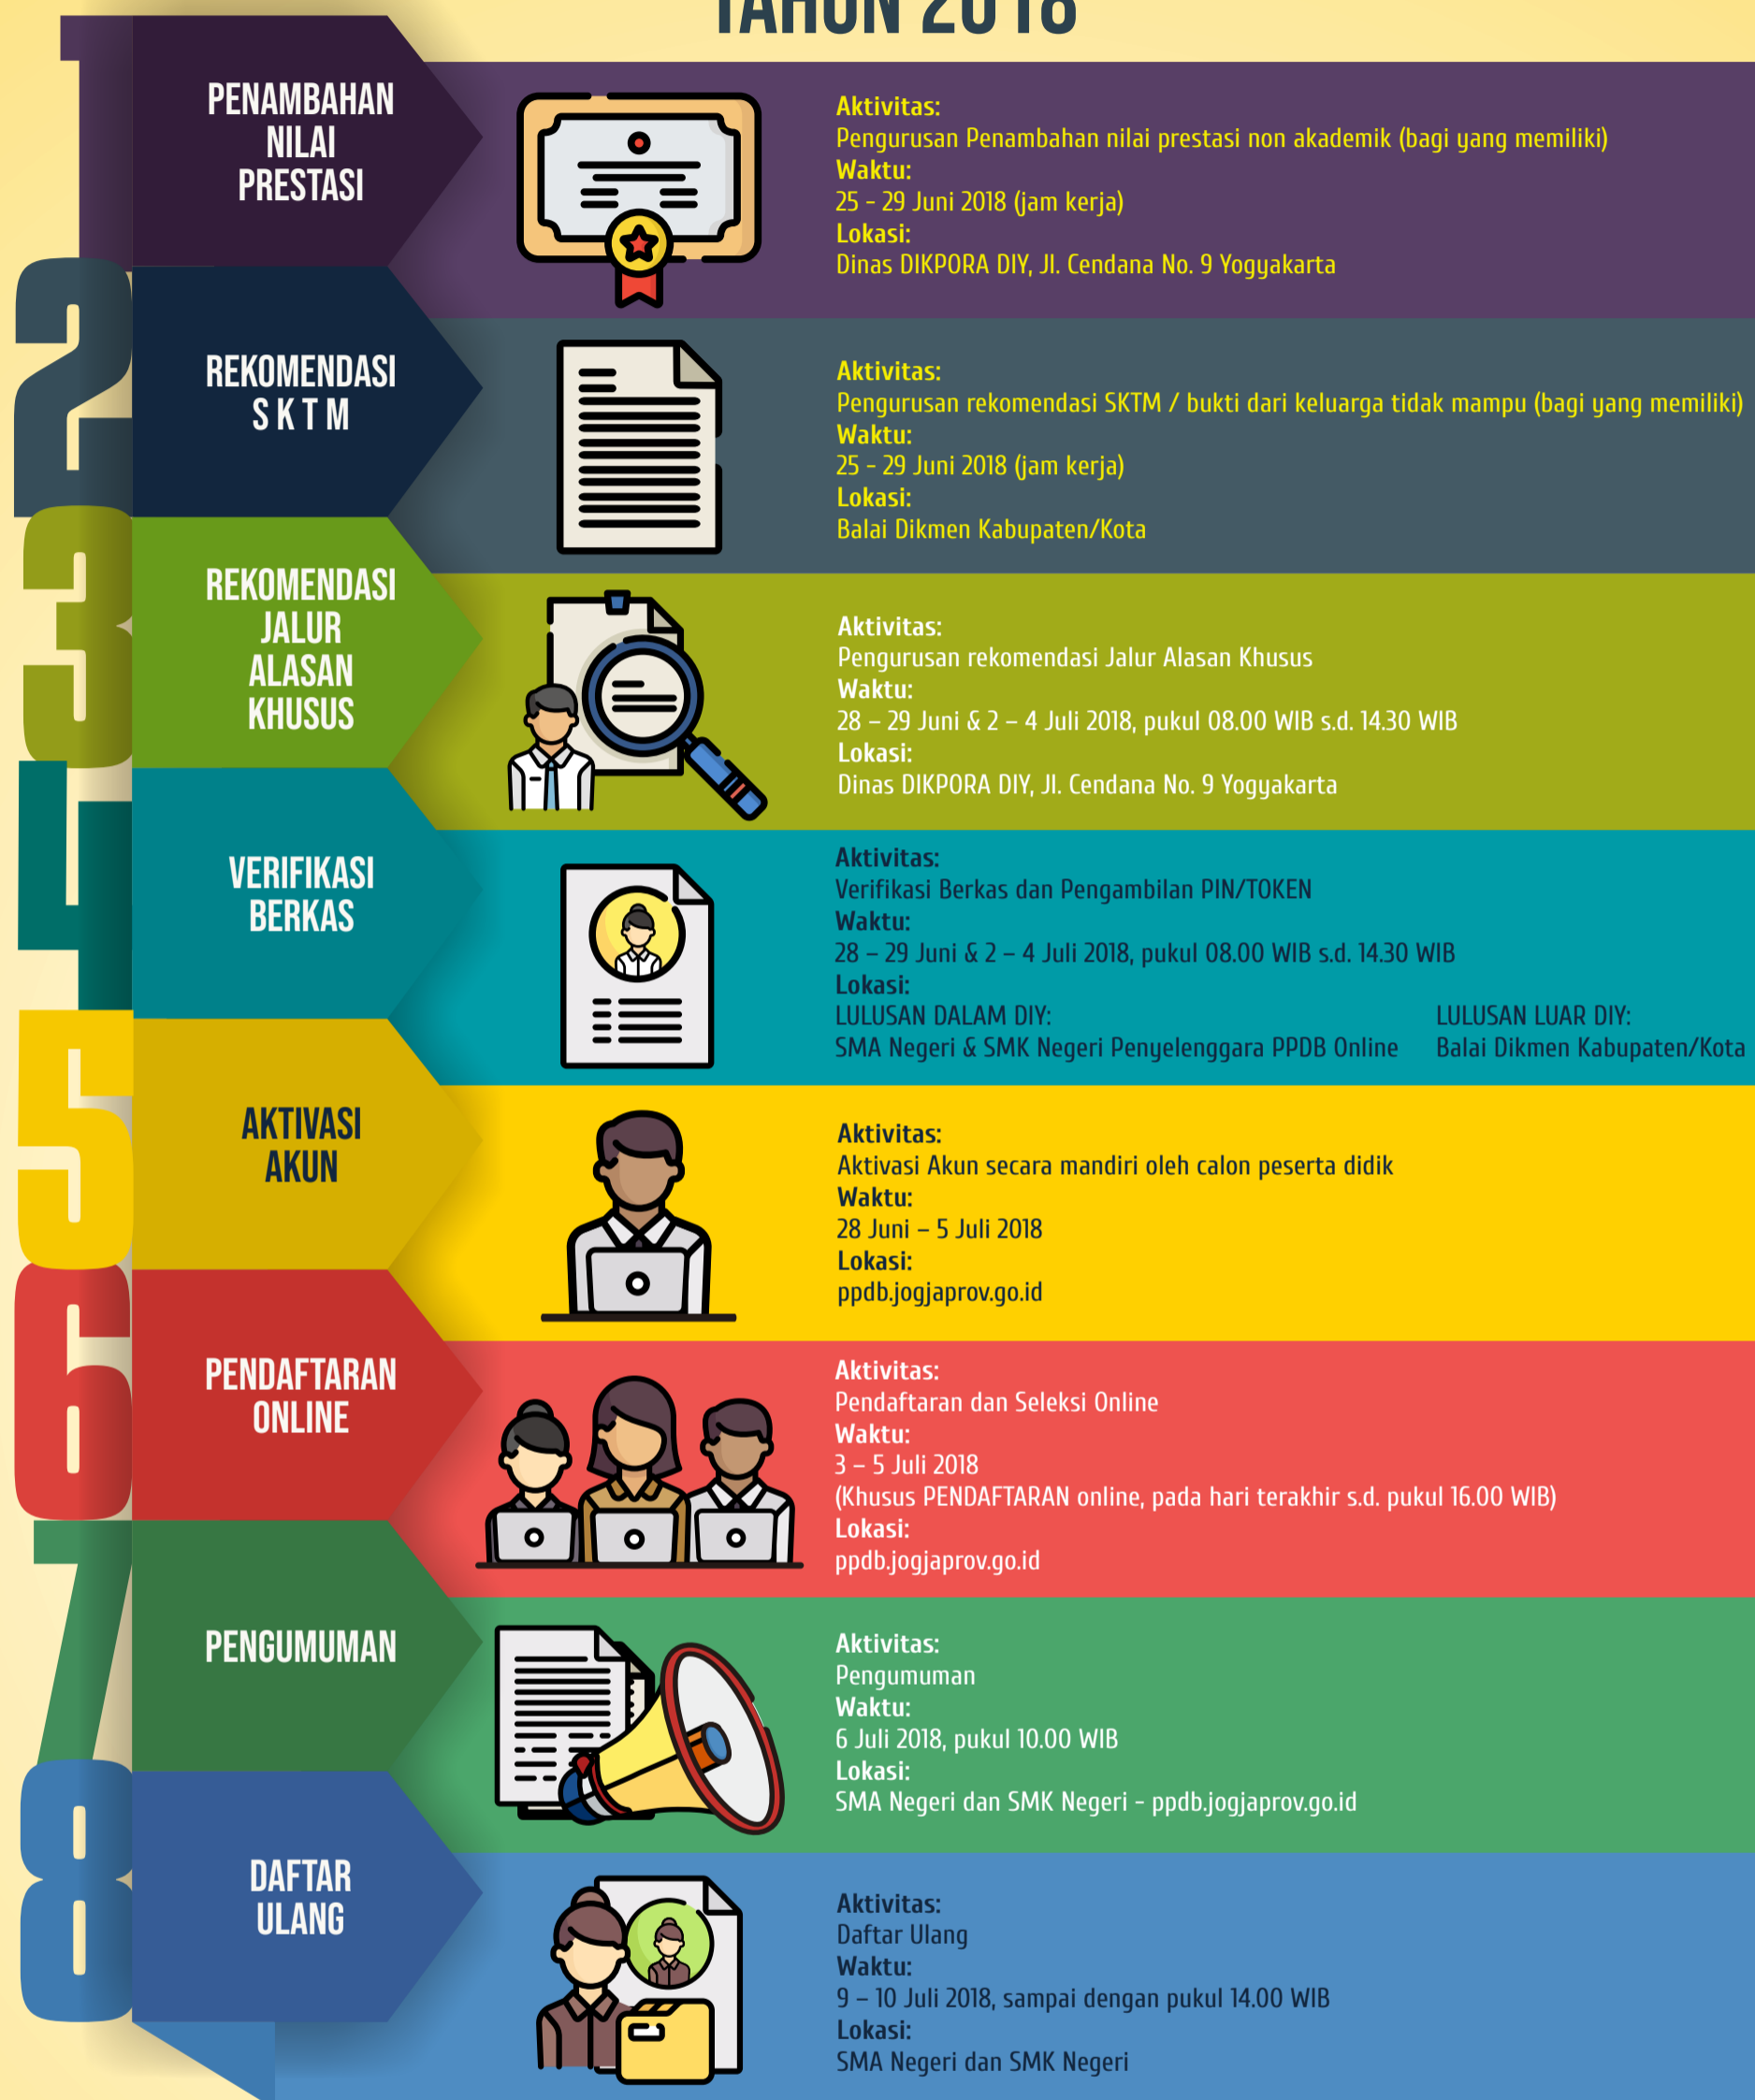 TAHUN 2018
1
PENAMBAHAN
NILAI
PRESTASI
Aktivitas:
Pengurusan Penambahan nilai prestasi non akademik (bagi yang memiliki)
Waktu:
25 - 29 Juni 2018 (jam kerja)
Lokasi:
Dinas DIKPORA DIY, Jl. Cendana No. 9 Yogyakarta
2
REKOMENDASI
SKTM
Aktivitas:
Pengurusan rekomendasi SKTM / bukti dari keluarga tidak mampu (bagi yang memiliki)
Waktu:
25 - 29 Juni 2018 (jam kerja)
Lokasi:
Balai Dikmen Kabupaten/Kota
3
REKOMENDASI
JALUR
ALASAN
KHUSUS
Aktivitas:
Pengurusan rekomendasi Jalur Alasan Khusus
Waktu:
28 – 29 Juni & 2 – 4 Juli 2018, pukul 08.00 WIB s.d. 14.30 WIB
Lokasi:
Dinas DIKPORA DIY, Jl. Cendana No. 9 Yogyakarta
4
VERIFIKASI
BERKAS
Aktivitas:
Verifikasi Berkas dan Pengambilan PIN/TOKEN
Waktu:
28 – 29 Juni & 2 – 4 Juli 2018, pukul 08.00 WIB s.d. 14.30 WIB
Lokasi:
LULUSAN DALAM DIY:
SMA Negeri & SMK Negeri Penyelenggara PPDB Online
LULUSAN LUAR DIY:
Balai Dikmen Kabupaten/Kota
5
AKTIVASI
AKUN
Aktivitas:
Aktivasi Akun secara mandiri oleh calon peserta didik
Waktu:
28 Juni – 5 Juli 2018
Lokasi:
ppdb.jogjaprov.go.id
6
PENDAFTARAN
ONLINE
Aktivitas:
Pendaftaran dan Seleksi Online
Waktu:
3 – 5 Juli 2018
(Khusus PENDAFTARAN online, pada hari terakhir s.d. pukul 16.00 WIB)
Lokasi:
ppdb.jogjaprov.go.id
7
PENGUMUMAN
Aktivitas:
Pengumuman
Waktu:
6 Juli 2018, pukul 10.00 WIB
Lokasi:
SMA Negeri dan SMK Negeri - ppdb.jogjaprov.go.id
8
DAFTAR
ULANG
Aktivitas:
Daftar Ulang
Waktu:
9 – 10 Juli 2018, sampai dengan pukul 14.00 WIB
Lokasi:
SMA Negeri dan SMK Negeri